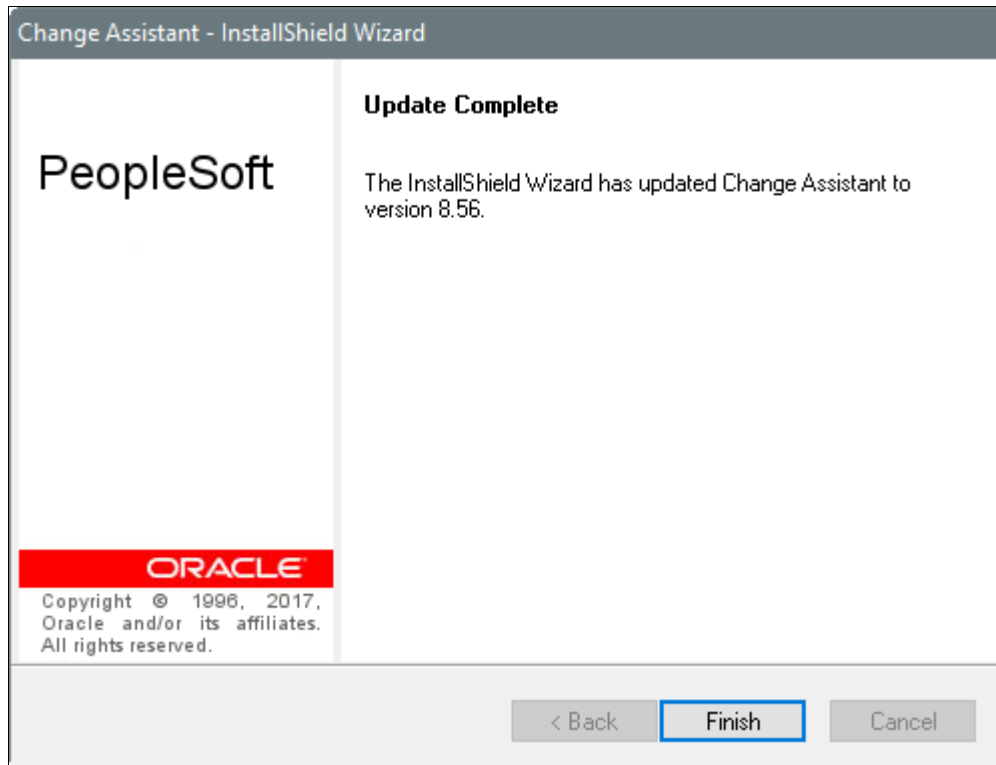 Change Assistant - InstallShield Wizard
Update Complete
PeopleSoft
The InstallShield Wizard has updated Change Assistant to
version 8.56.
ORACLE
Copyright © 1996, 2017,
Oracle and/or its affiliates.
All rights reserved.
< Back
Finish
Cancel